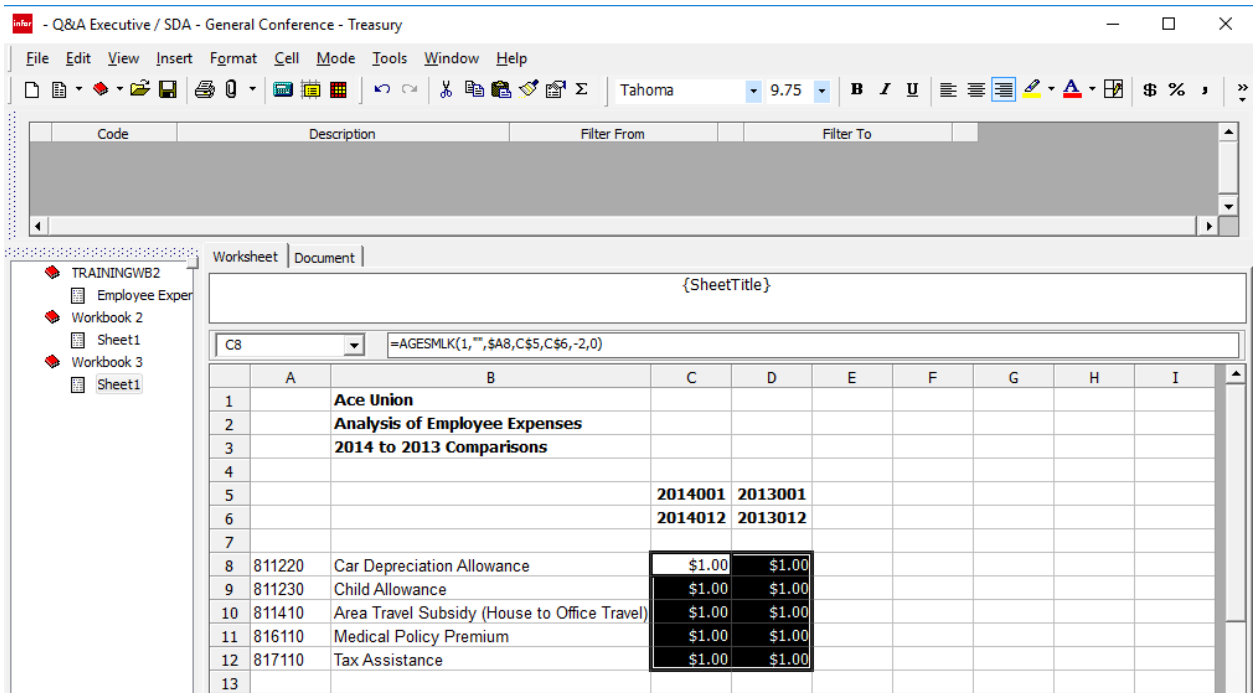 infor - Q&A Executive / SDA - General Conference - Treasury
File Edit View Insert Format Cell Mode Tools Window Help
Tahoma 9.75 B I U $ % , »
Code Description Filter From Filter To
Worksheet Document
TRAININGWB2
Employee Exper
Workbook 2
Sheet1
Workbook 3
Sheet1
{SheetTitle}
C8 =AGESMLK(1,"",$A8,C$5,C$6,-2,0)
A B C D E F G H I
1 Ace Union
2 Analysis of Employee Expenses
3 2014 to 2013 Comparisons
4
5 2014001 2013001
6 2014012 2013012
7
8 811220 Car Depreciation Allowance $1.00 $1.00
9 811230 Child Allowance $1.00 $1.00
10 811410 Area Travel Subsidy (House to Office Travel) $1.00 $1.00
11 816110 Medical Policy Premium $1.00 $1.00
12 817110 Tax Assistance $1.00 $1.00
13